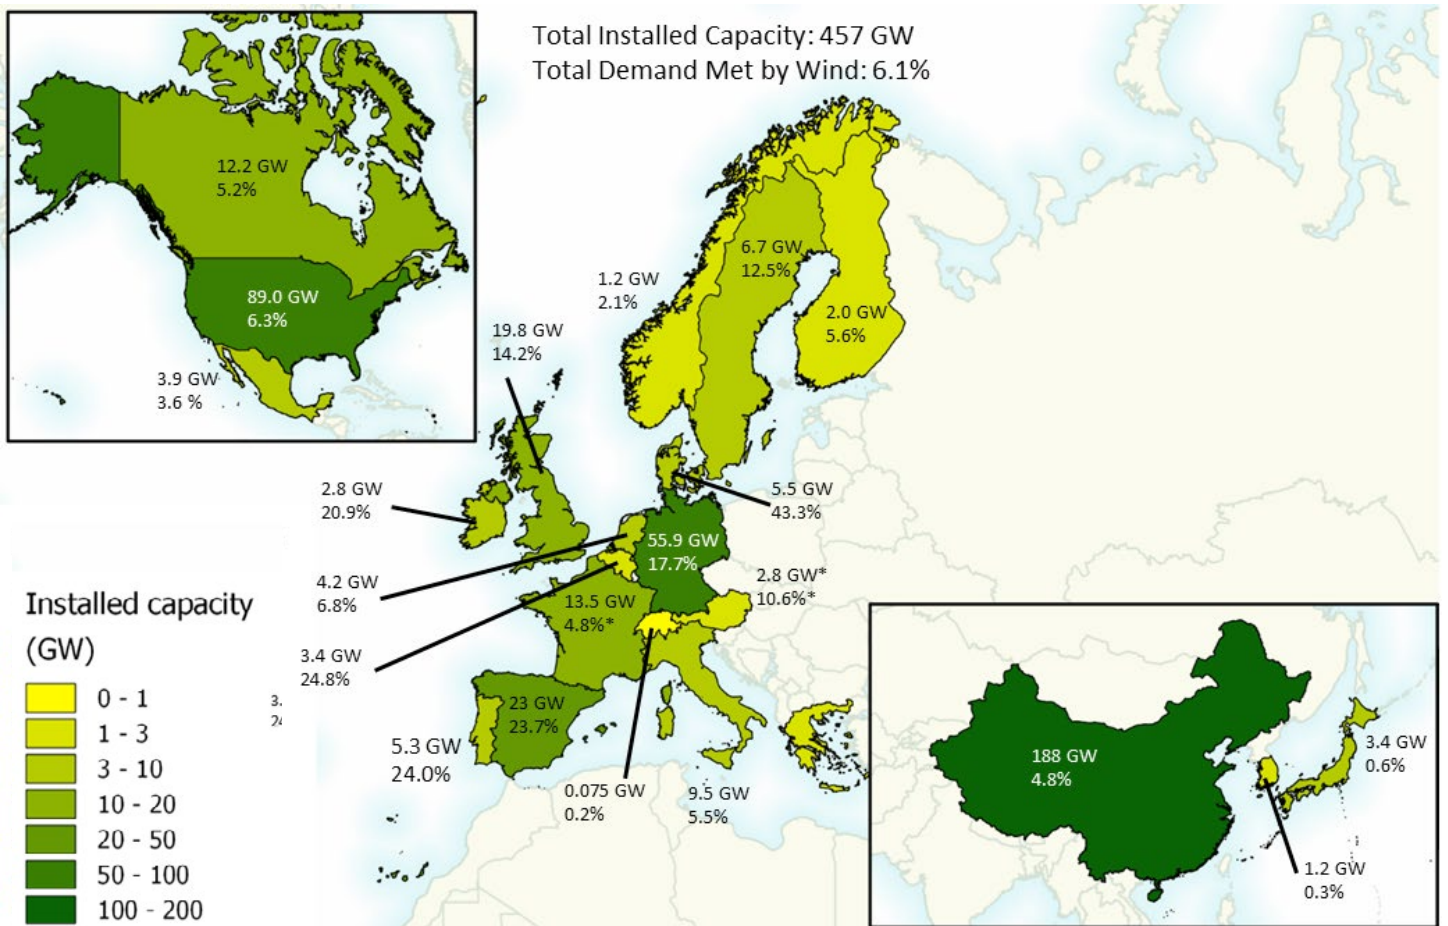 Total Installed Capacity: 457 GW
Total Demand Met by Wind: 6.1%
12.2 GW
5.2%
89.0 GW
6.3%
3.9 GW
3.6 %
6.7 GW
12.5%
1.2 GW
2.1%
2.0 GW
5.6%
19.8 GW
14.2%
2.8 GW
20.9%
5.5 GW
43.3%
55.9 GW
17.7%
4.2 GW
6.8%
2.8 GW*
10.6%*
13.5 GW
4.8%*
3.4 GW
24.8%
23 GW
23.7%
5.3 GW
24.0%
0.075 GW
0.2%
9.5 GW
5.5%
Installed capacity
(GW)
0 - 1
1 - 3
3 - 10
10 - 20
20 - 50
50 - 100
100 - 200
3.
188 GW
4.8%
3.4 GW
0.6%
1.2 GW
0.3%